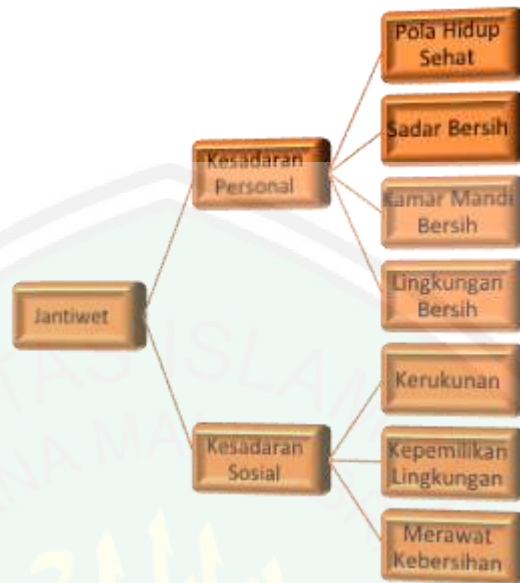 Pola Hidup
Sehat
Sadar Bersih
Kesadaran
Personal
Kamar Mandi
Bersih
Lingkungan
Bersih
Jantiwet
Kerukunan
Kesadaran
Sosial
Kepemilikan
Lingkungan
Merawat
Kebersihan